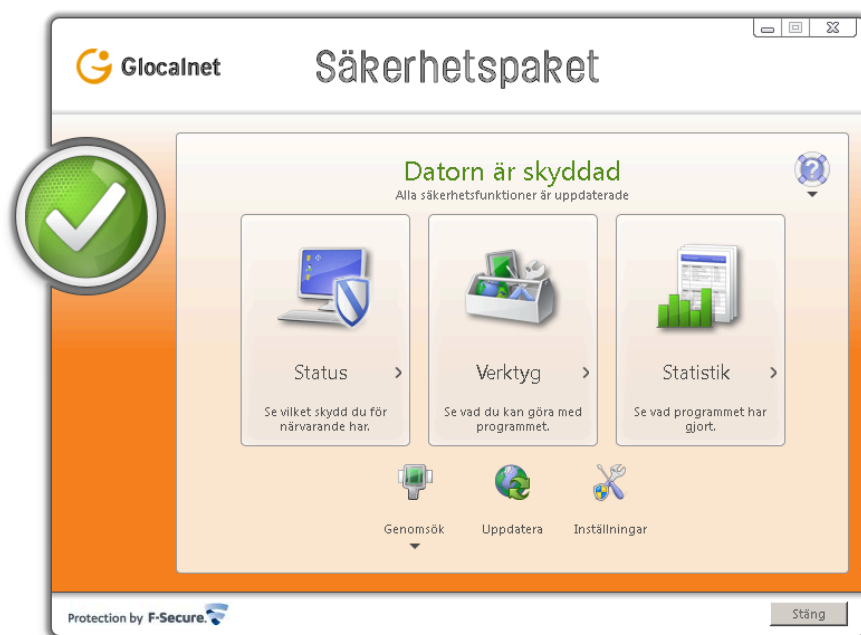 Glocalnet
Säkerhetspaket
Datorn är skyddad
Alla säkerhetsfunktioner är uppdaterade
Status
Se vilket skydd du för
närvarande har.
Verktyg
Se vad du kan göra med
programmet.
Statistik
Se vad programmet har
gjort.
Genomsök
Uppdatera
Inställningar
Protection by F-Secure.
Stäng